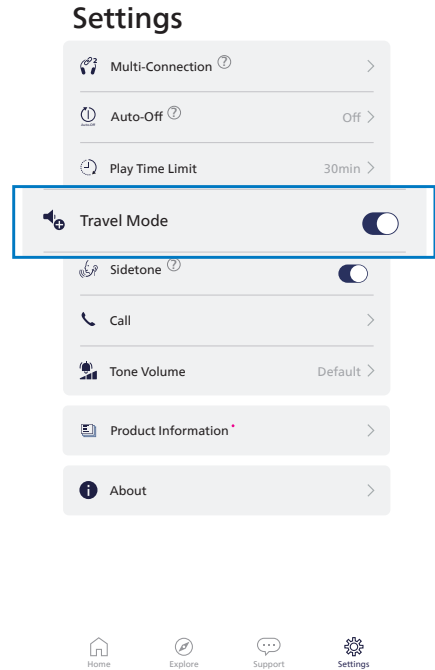 Settings
Multi-Connection ?
Auto-Off ? Off
Play Time Limit 30min
Travel Mode
Sidetone ?
Call
Tone Volume Default
Product Information
About
Home Explore Support Settings